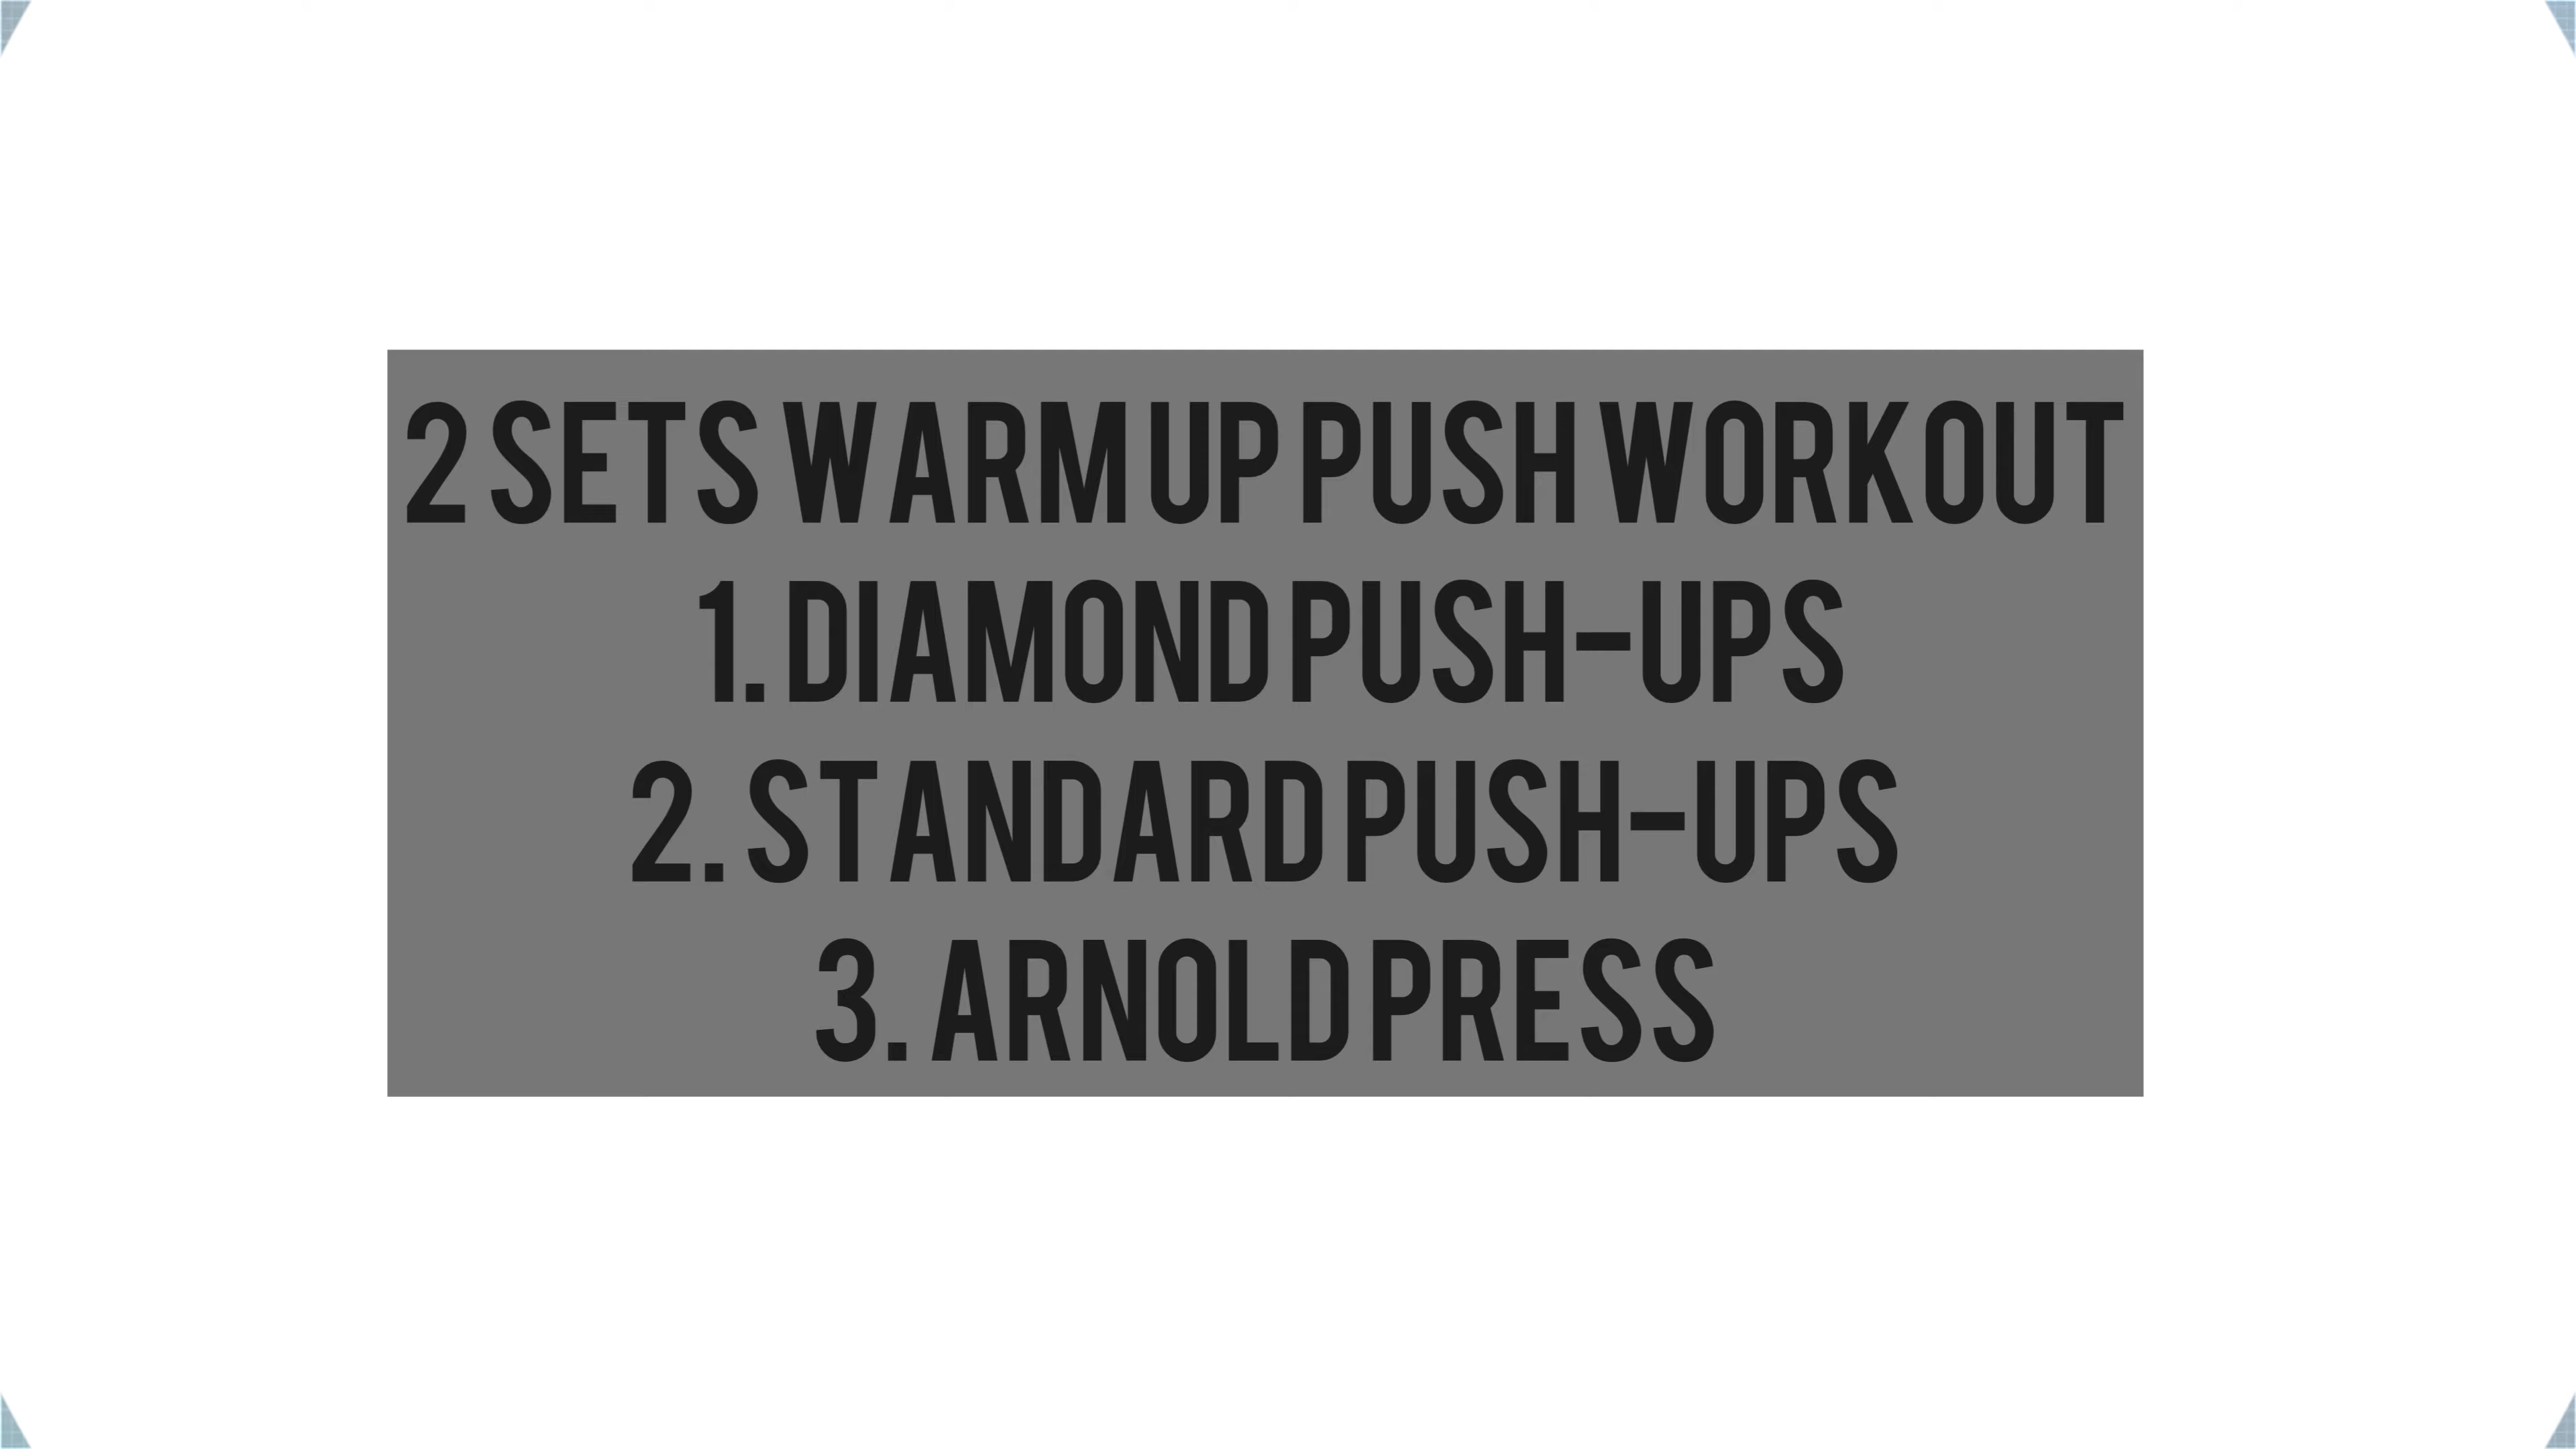 2 SETS WARM UP PUSH WORKOUT
1. DIAMOND PUSH-UPS
2. STANDARD PUSH-UPS
3. ARNOLD PRESS